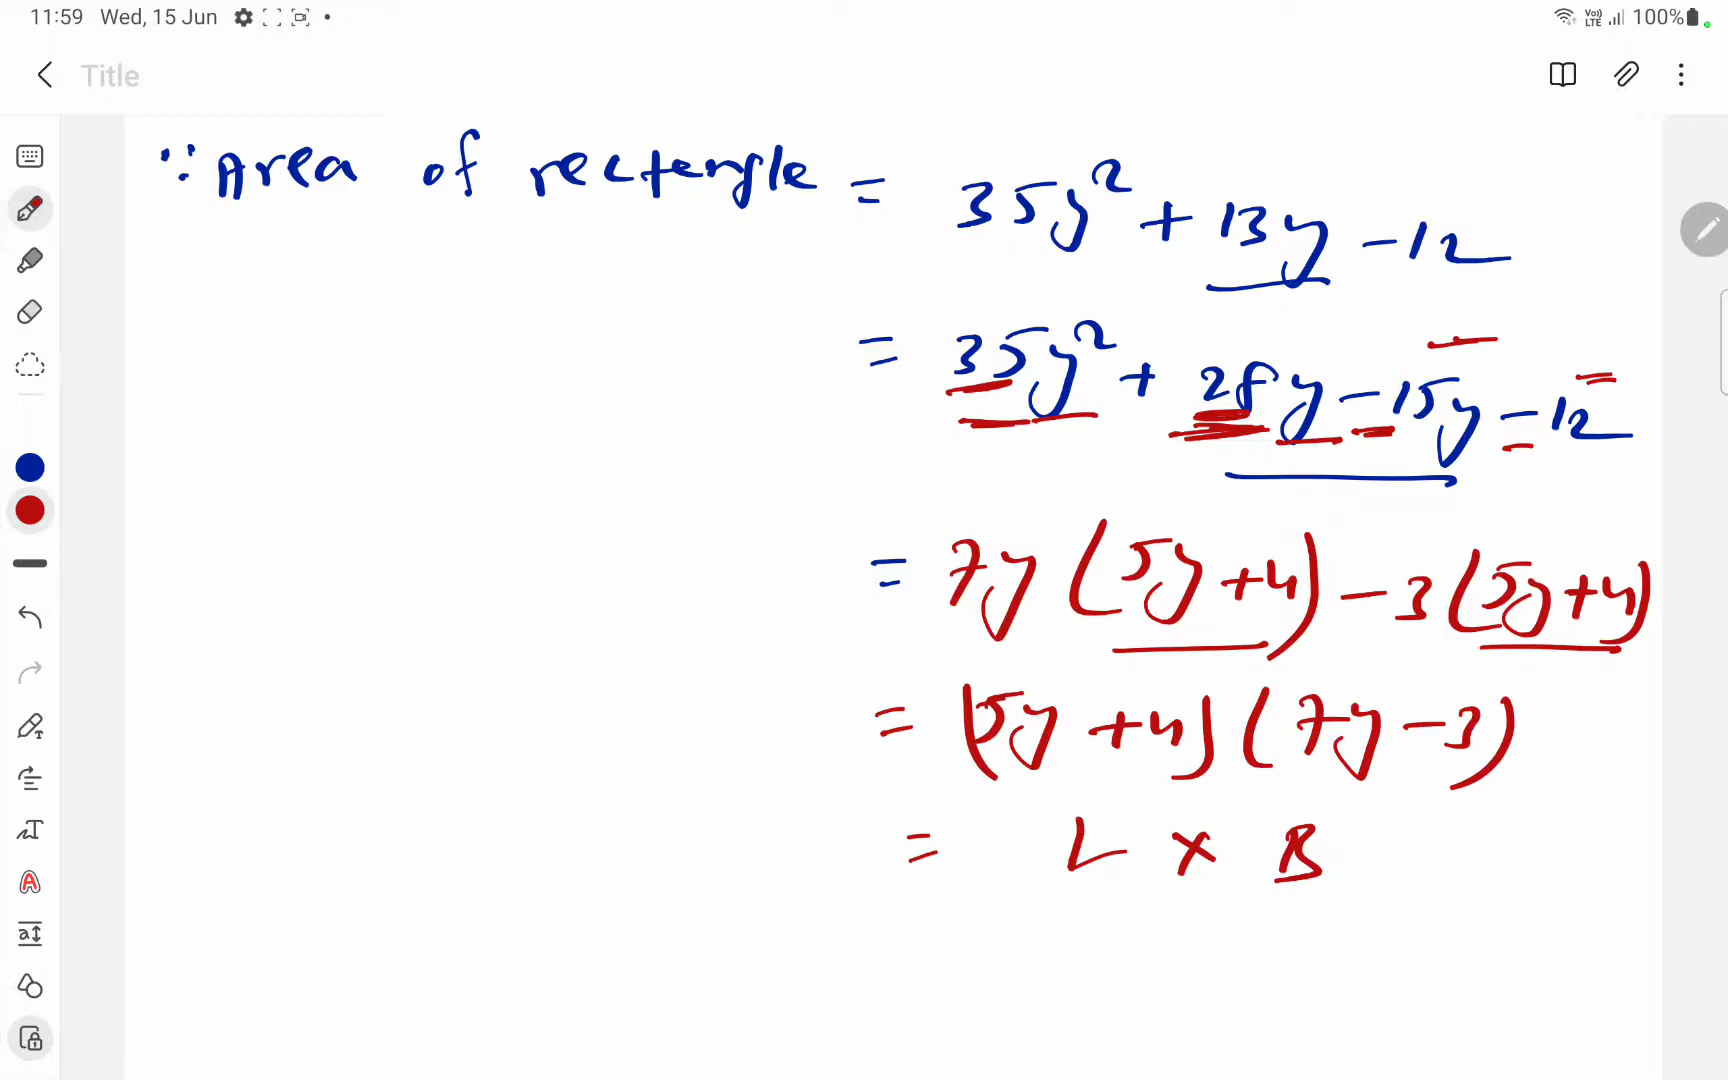 11:59 Wed, 15 Jun 100%
Title
∵ Area of rectengle = 35y² + 13y - 12
= 35y² + 28y - 15y - 12
= 7y (5y + 4) - 3 (5y + 4)
= (5y + 4) (7y - 3)
= L × B